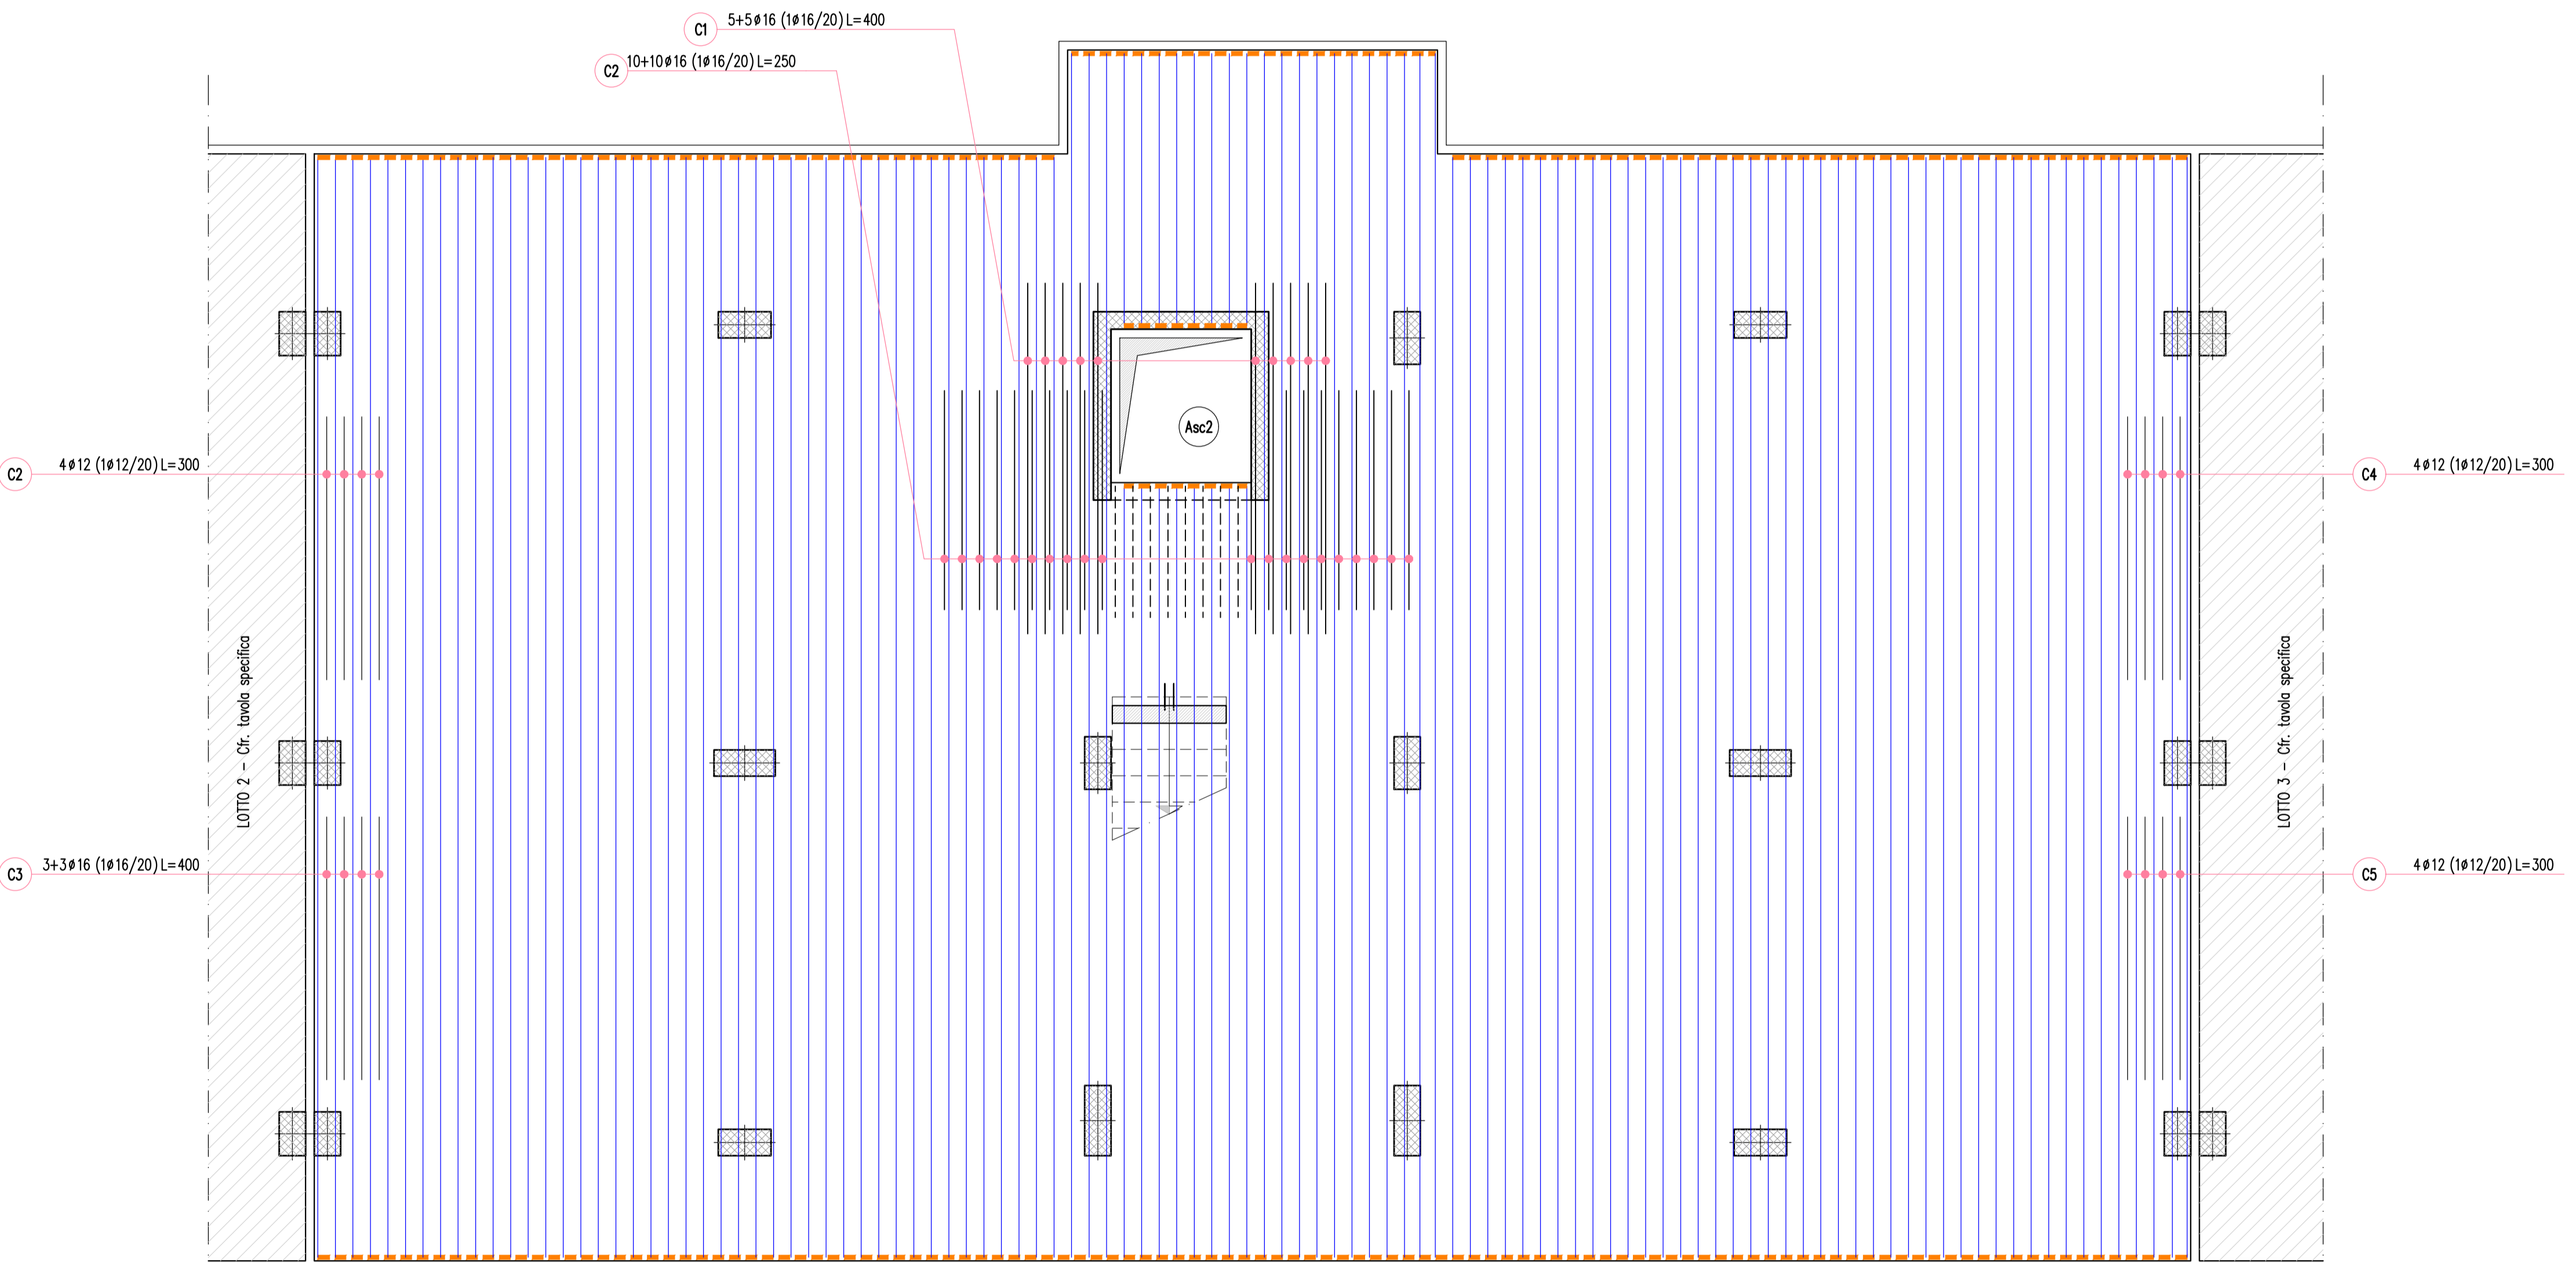 C1 5+5ø16 (1ø16/20) L=400
C2 10+10ø16 (1ø16/20) L=250
Asc2
C2 4ø12 (1ø12/20) L=300
C4 4ø12 (1ø12/20) L=300
LOTTO 2 - Cfr. tavola specifica
LOTTO 3 - Cfr. tavola specifica
C3 3+3ø16 (1ø16/20) L=400
C5 4ø12 (1ø12/20) L=300